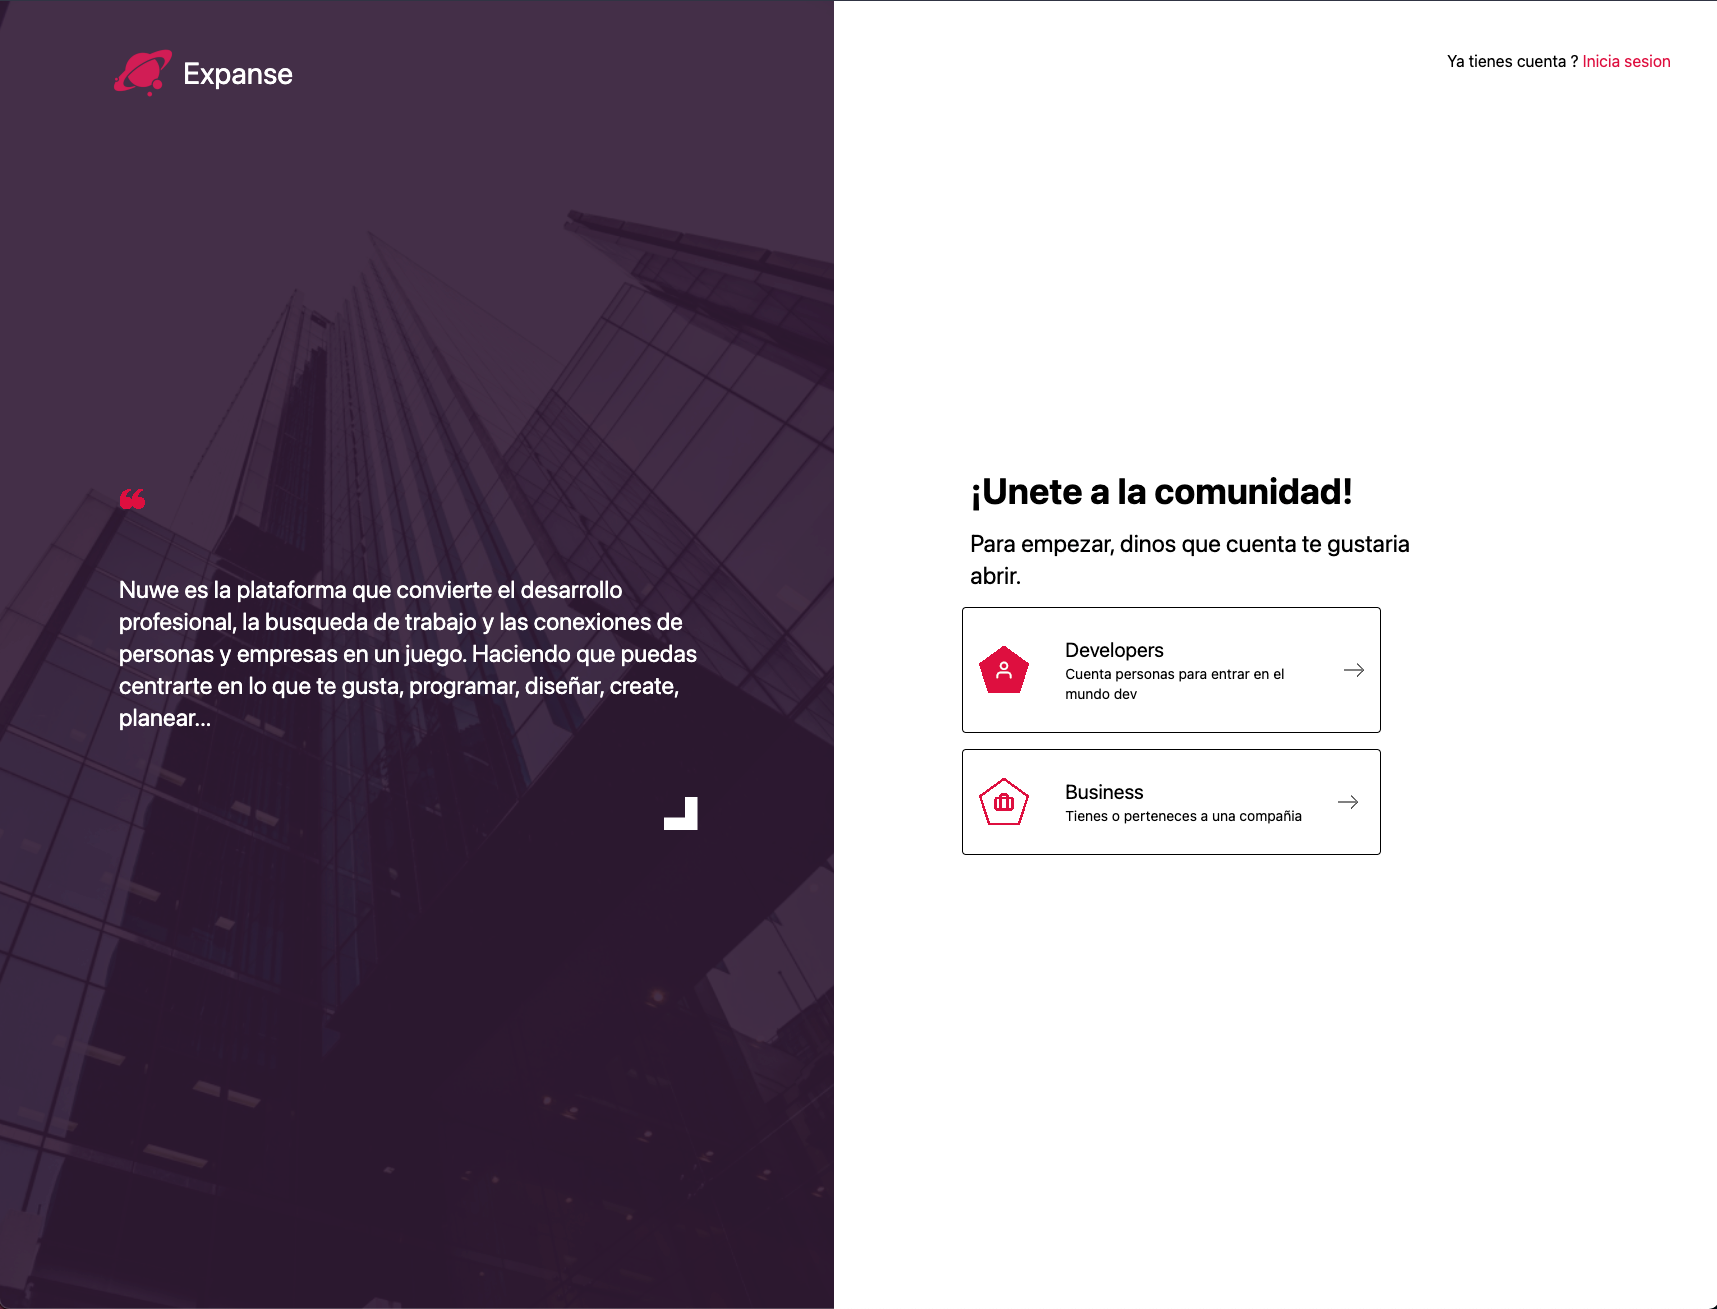 Expanse
Ya tienes cuenta ? Inicia sesion
❝
Nuwe es la plataforma que convierte el desarrollo
profesional, la busqueda de trabajo y las conexiones de
personas y empresas en un juego. Haciendo que puedas
centrarte en lo que te gusta, programar, diseñar, create,
planear...
¡Unete a la comunidad!
Para empezar, dinos que cuenta te gustaria
abrir.
Developers
Cuenta personas para entrar en el
mundo dev
Business
Tienes o perteneces a una compañia